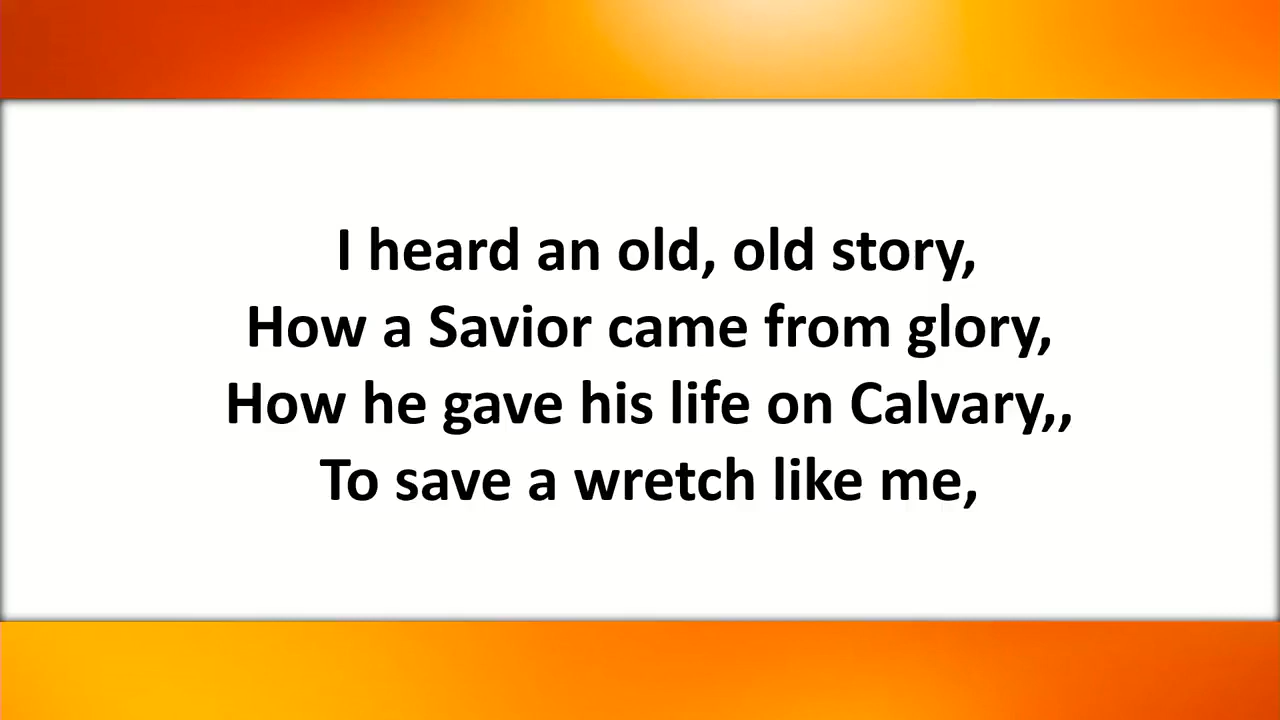 I heard an old, old story,
How a Savior came from glory,
How he gave his life on Calvary,,
To save a wretch like me,